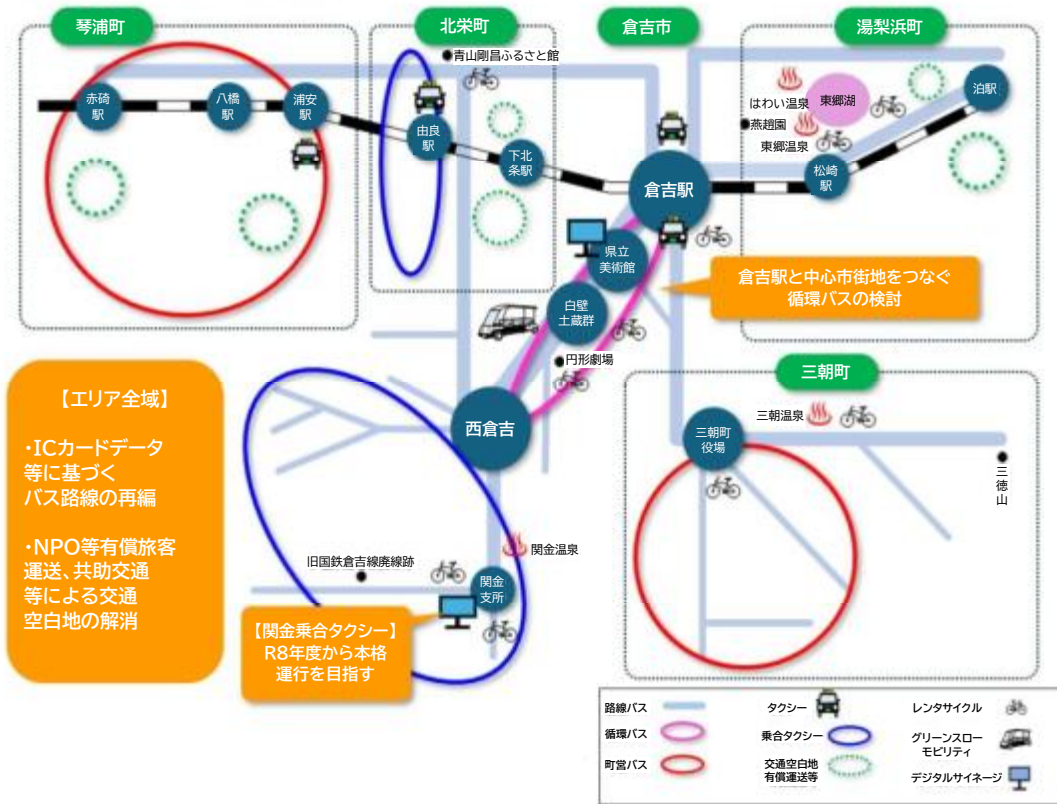 琴浦町
北栄町
倉吉市
湯梨浜町
青山剛昌ふるさと館
赤碕
駅
八橋
駅
浦安
駅
由良
駅
下北
条駅
倉吉駅
はわい温泉
東郷湖
燕趙園
東郷温泉
松崎
駅
泊駅
県立
美術館
白壁
土蔵群
円形劇場
西倉吉
倉吉駅と中心市街地をつなぐ
循環バスの検討
【エリア全域】
・ICカードデータ
等に基づく
バス路線の再編
・NPO等有償旅客
運送、共助交通
等による交通
空白地の解消
三朝町
三朝温泉
三朝町
役場
三徳山
関金温泉
旧国鉄倉吉線廃線跡
関金
支所
【関金乗合タクシー】
R8年度から本格
運行を目指す
路線バス
タクシー
レンタサイクル
循環バス
乗合タクシー
グリーンスロー
モビリティ
町営バス
交通空白地
有償運送等
デジタルサイネージ